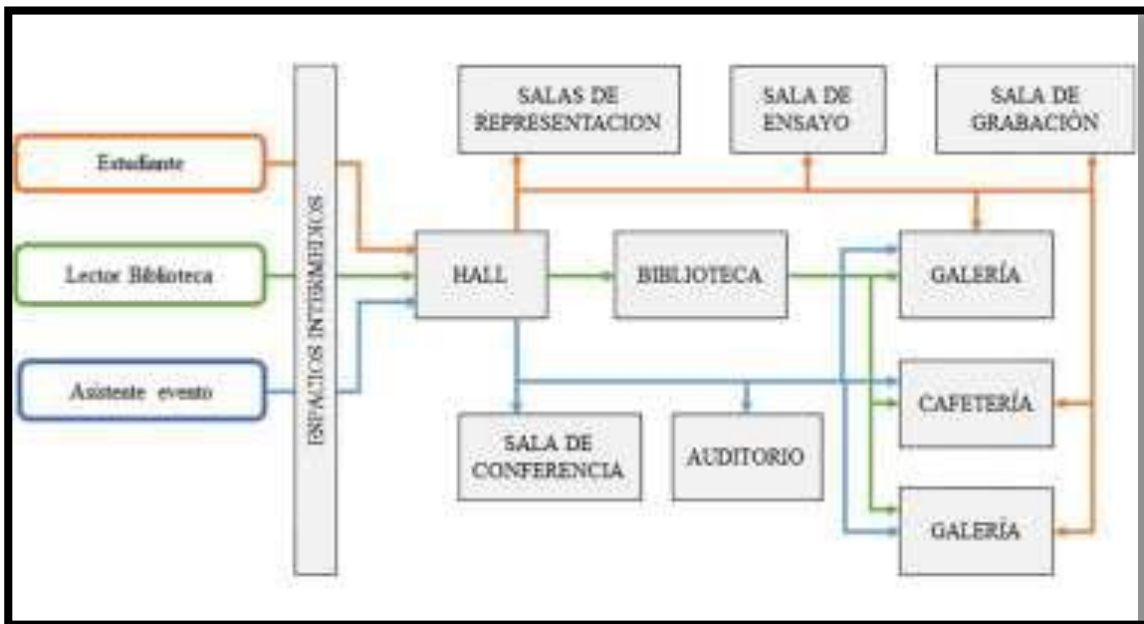 SALAS DE
REPRESENTACION
SALA DE
ENSAYO
SALA DE
GRABACIÓN
Estudiante
ESPACIOS INTERMEDIOS
Lector Biblioteca
HALL
BIBLIOTECA
GALERÍA
Asistente evento
CAFETERÍA
SALA DE
CONFERENCIA
AUDITORIO
GALERÍA